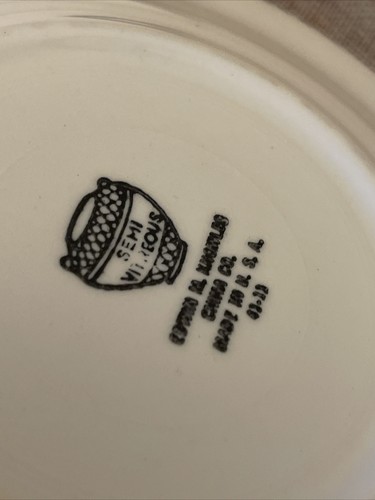 SEMI
VITREOUS
EDWIN M. KNOWLES
CHINA CO.
MADE IN U. S. A.